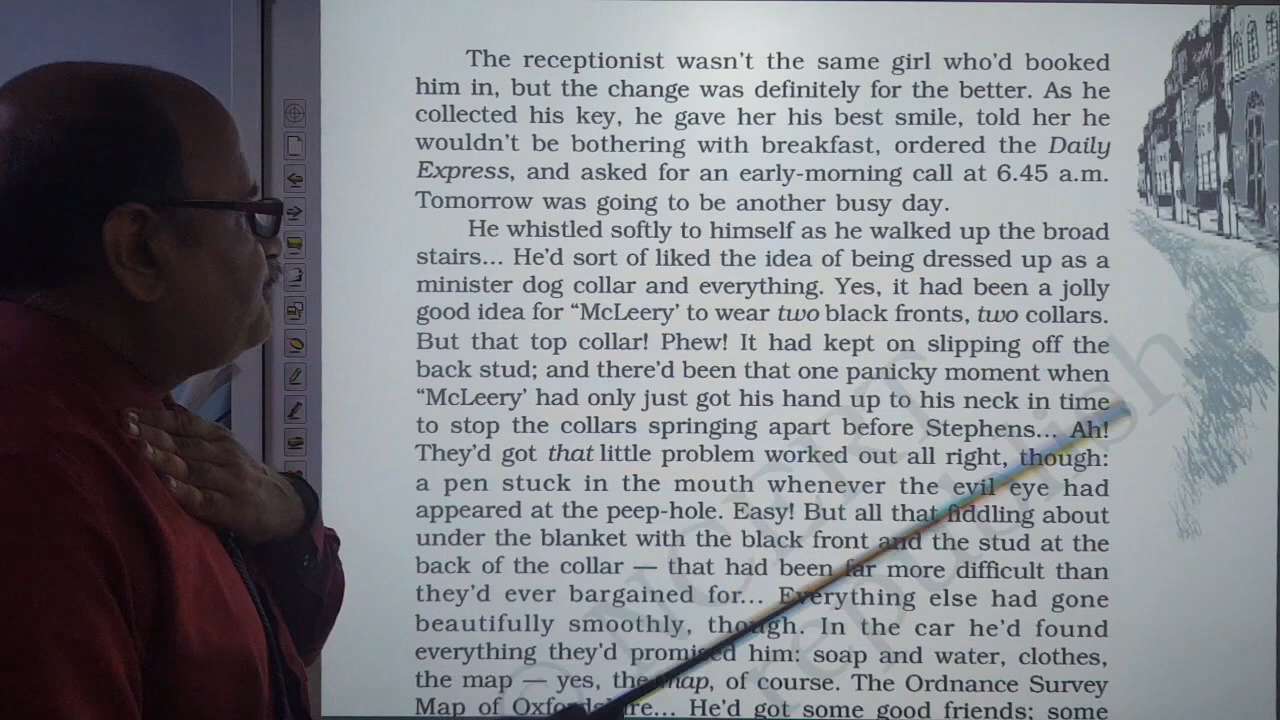 The receptionist wasn't the same girl who'd booked
him in, but the change was definitely for the better. As he
collected his key, he gave her his best smile, told her he
wouldn't be bothering with breakfast, ordered the Daily
Express, and asked for an early-morning call at 6.45 a.m.
Tomorrow was going to be another busy day.
He whistled softly to himself as he walked up the broad
stairs... He'd sort of liked the idea of being dressed up as a
minister dog collar and everything. Yes, it had been a jolly
good idea for “McLeery’ to wear two black fronts, two collars.
But that top collar! Phew! It had kept on slipping off the
back stud; and there'd been that one panicky moment when
“McLeery’ had only just got his hand up to his neck in time
to stop the collars springing apart before Stephens... Ah!
They'd got that little problem worked out all right, though:
a pen stuck in the mouth whenever the evil eye had
appeared at the peep-hole. Easy! But all that fiddling about
under the blanket with the black front and the stud at the
back of the collar — that had been far more difficult than
they'd ever bargained for... Everything else had gone
beautifully smoothly, though. In the car he'd found
everything they'd promised him: soap and water, clothes,
the map — yes, the map, of course. The Ordnance Survey
Map of Oxfordshire... He'd got some good friends; some
© NCERT
republish